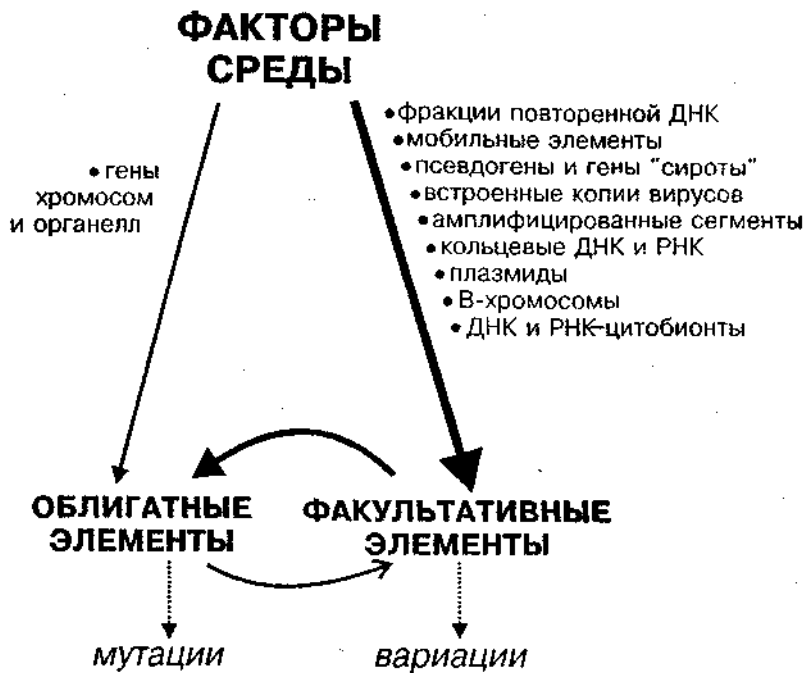 ФАКТОРЫ
СРЕДЫ
• гены
хромосом
и органелл
• фракции повторенной ДНК
• мобильные элементы
• псевдогены и гены "сироты"
• встроенные копии вирусов
• амплифицированные сегменты
• кольцевые ДНК и РНК
• плазмиды
• В-хромосомы
• ДНК и РНК-цитобионты
ОБЛИГАТНЫЕ
ЭЛЕМЕНТЫ
ФАКУЛЬТАТИВНЫЕ
ЭЛЕМЕНТЫ
мутации
вариации